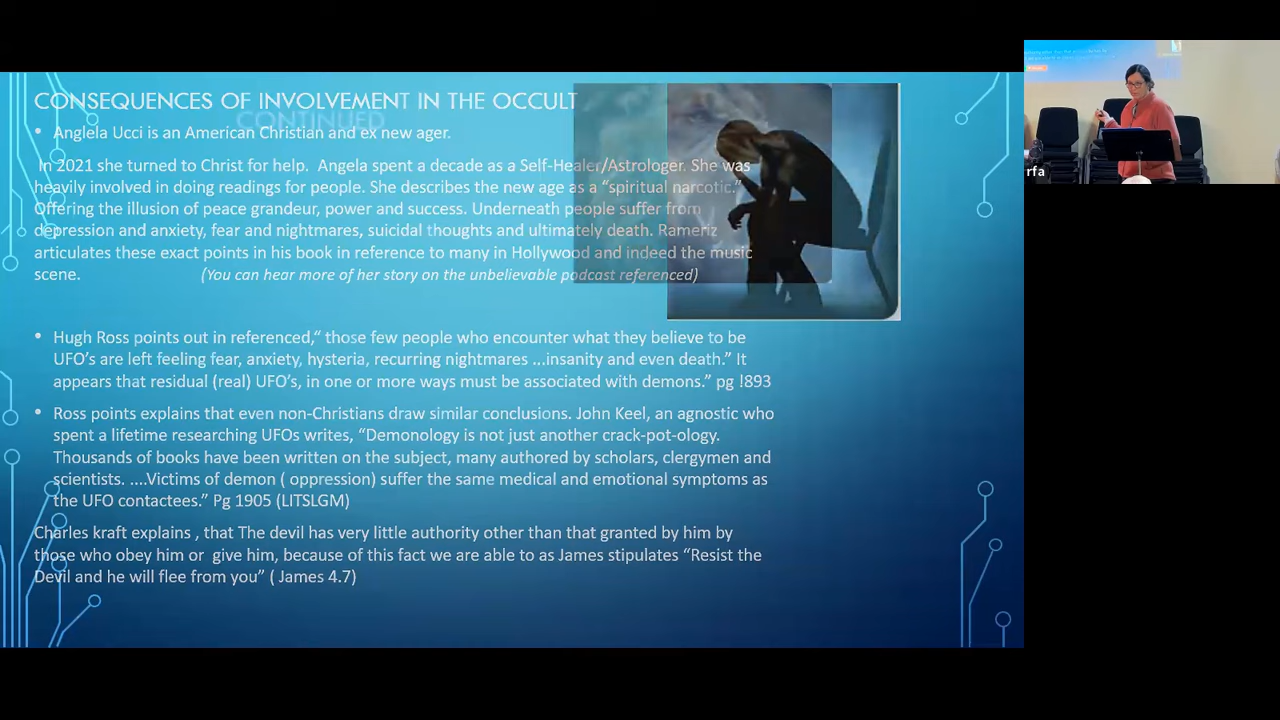 CONSEQUENCES OF INVOLVEMENT IN THE OCCULT
CONTINUED
• Anglela Ucci is an American Christian and ex new ager.
In 2021 she turned to Christ for help. Angela spent a decade as a Self-Healer/Astrologer. She was
heavily involved in doing readings for people. She describes the new age as a “spiritual narcotic.”
Offering the illusion of peace grandeur, power and success. Underneath people suffer from
depression and anxiety, fear and nightmares, suicidal thoughts and ultimately death. Rameriz
articulates these exact points in his book in reference to many in Hollywood and indeed the music
scene. (You can hear more of her story on the unbelievable podcast referenced)
• Hugh Ross points out in referenced,“ those few people who encounter what they believe to be
UFO’s are left feeling fear, anxiety, hysteria, recurring nightmares ...insanity and even death.” It
appears that residual (real) UFO’s, in one or more ways must be associated with demons.” pg l893
• Ross points explains that even non-Christians draw similar conclusions. John Keel, an agnostic who
spent a lifetime researching UFOs writes, “Demonology is not just another crack-pot-ology.
Thousands of books have been written on the subject, many authored by scholars, clergymen and
scientists. ....Victims of demon ( oppression) suffer the same medical and emotional symptoms as
the UFO contactees.” Pg 1905 (LITSLGM)
Charles kraft explains , that The devil has very little authority other than that granted by him by
those who obey him or give him, because of this fact we are able to as James stipulates “Resist the
Devil and he will flee from you” ( James 4.7)
rfa